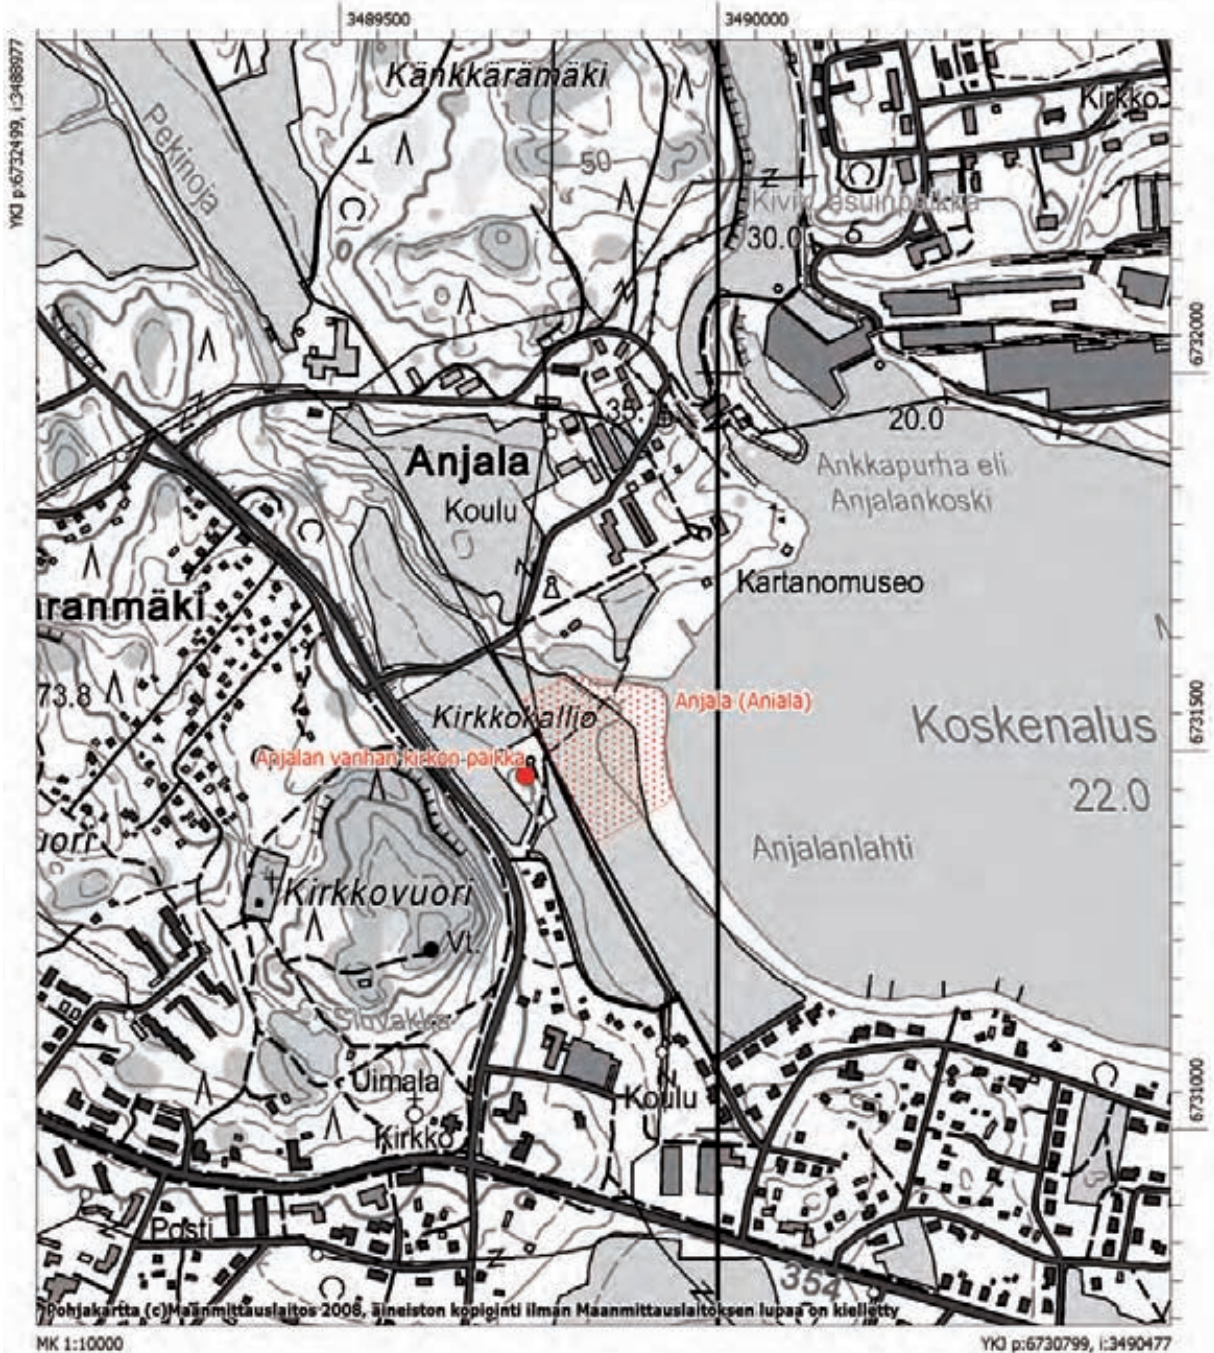 3489500
3490000
YKJ p:6732499, i:3488977
Känkkärämäki
Kirkko
Pekinoja
50
30.0
6732000
35
20.0
Anjala
Ankkapurha eli
Anjalankoski
Koulu
Kartanomuseo
ranmäki
73.8
Anjala (Aniala)
Kirkkokallio
Koskenalus
6731500
Anjalan vanhan kirkon paikka
22.0
uori
Anjalanlahti
Kirkkovuori
Vt.
Slovakka
Uimala
Koulu
6731000
Kirkko
Posti
354
Pohjakartta (c)Maanmittauslaitos 2008, aineiston kopiointi ilman Maanmittauslaitoksen lupaa on kielletty
MK 1:10000
YKJ p:6730799, i:3490477